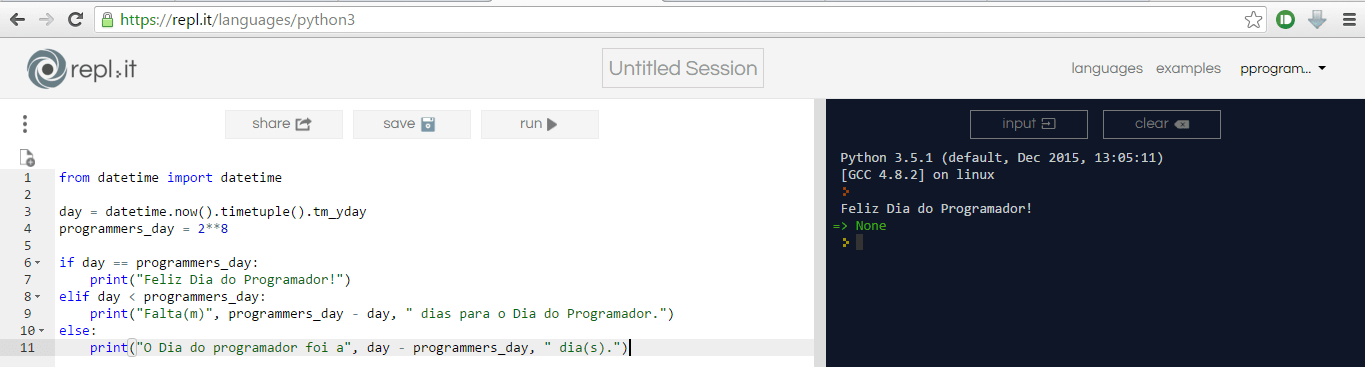 https://repl.it/languages/python3
repl.it
Untitled Session
languages examples pprogram...
share save run
input clear
1 from datetime import datetime
2
3 day = datetime.now().timetuple().tm_yday
4 programmers_day = 2**8
5
6 if day == programmers_day:
7 print("Feliz Dia do Programador!")
8 elif day < programmers_day:
9 print("Falta(m)", programmers_day - day, " dias para o Dia do Programador.")
10 else:
11 print("O Dia do programador foi a", day - programmers_day, " dia(s).")
Python 3.5.1 (default, Dec 2015, 13:05:11)
[GCC 4.8.2] on linux
Feliz Dia do Programador!
=> None